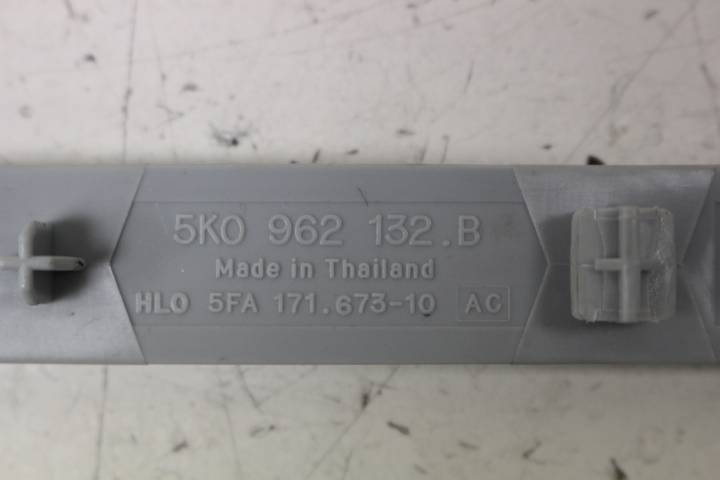 5K0 962 132.B
Made in Thailand
HLO 5FA 171.673-10 AC